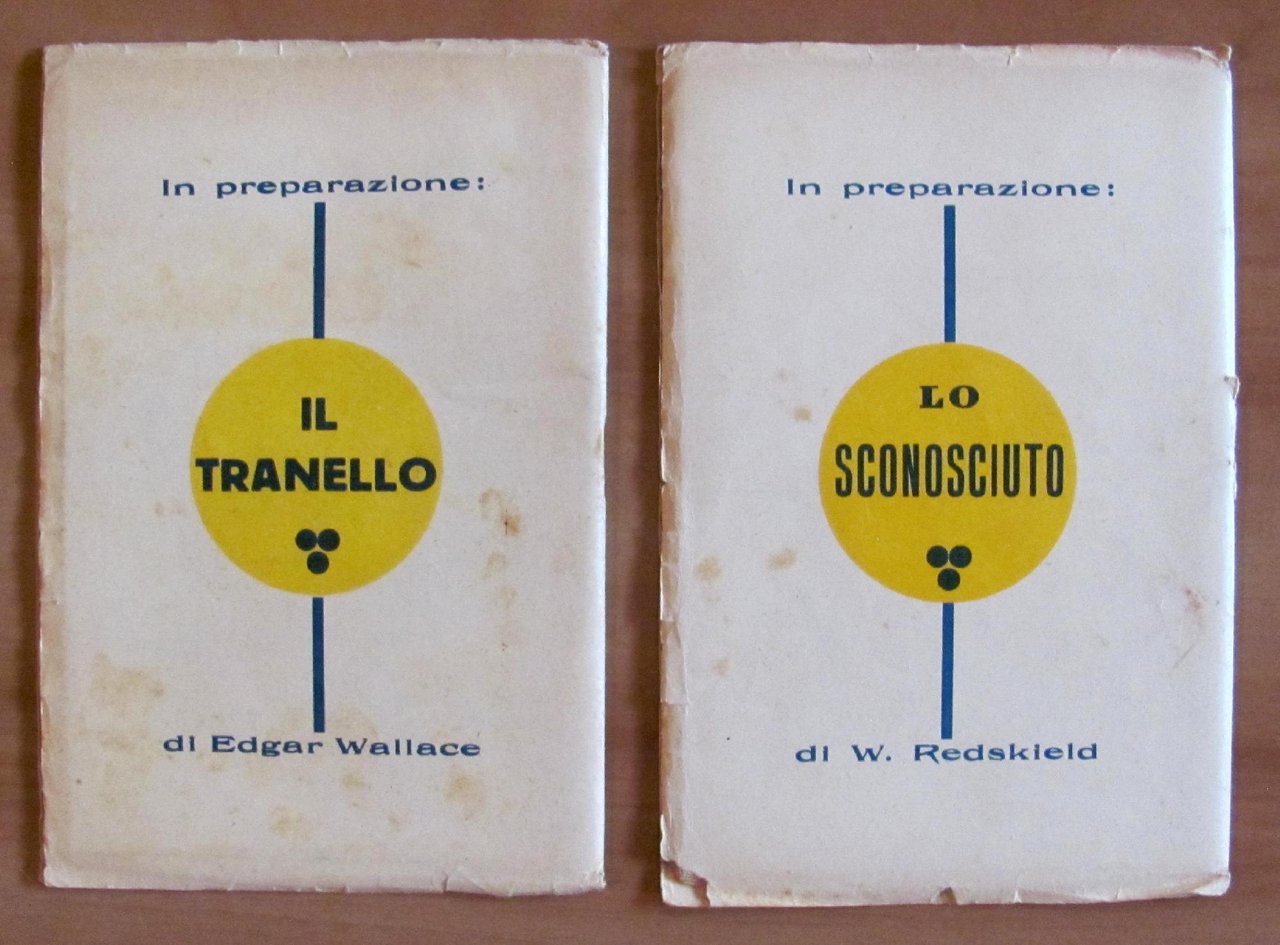 In preparazione:
IL
TRANELLO
di Edgar Wallace
In preparazione:
LO
SCONOSCIUTO
di W. Redskield